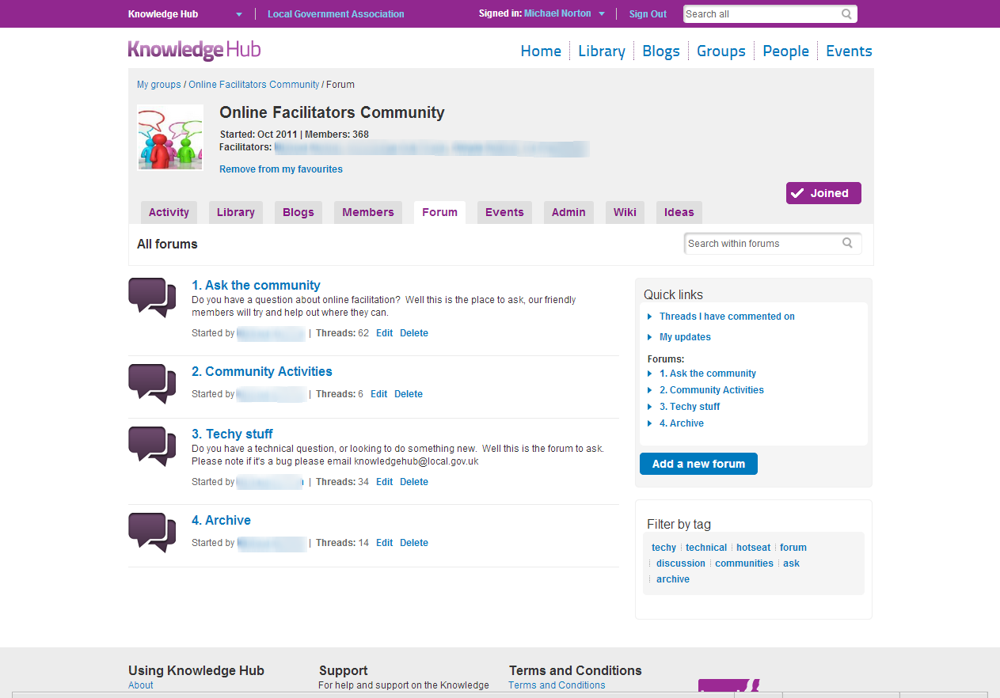 Knowledge Hub Local Government Association Signed in: Michael Norton Sign Out Search all
Knowledge Hub
Home Library Blogs Groups People Events
My groups / Online Facilitators Community / Forum
Online Facilitators Community
Started: Oct 2011 | Members: 368
Facilitators:
Remove from my favourites
Joined
Activity Library Blogs Members Forum Events Admin Wiki Ideas
All forums
Search within forums
1. Ask the community
Do you have a question about online facilitation?  Well this is the place to ask, our friendly
members will try and help out where they can.
Started by | Threads: 62 Edit Delete
2. Community Activities
Started by | Threads: 6 Edit Delete
3. Techy stuff
Do you have a technical question, or looking to do something new.  Well this is the forum to ask.
Please note if it's a bug please email knowledgehub@local.gov.uk
Started by | Threads: 34 Edit Delete
4. Archive
Started by | Threads: 14 Edit Delete
Quick links
Threads I have commented on
My updates
Forums:
1. Ask the community
2. Community Activities
3. Techy stuff
4. Archive
Add a new forum
Filter by tag
techy technical hotseat forum
discussion communities ask
archive
Using Knowledge Hub
About
Support
For help and support on the Knowledge
Terms and Conditions
Terms and Conditions